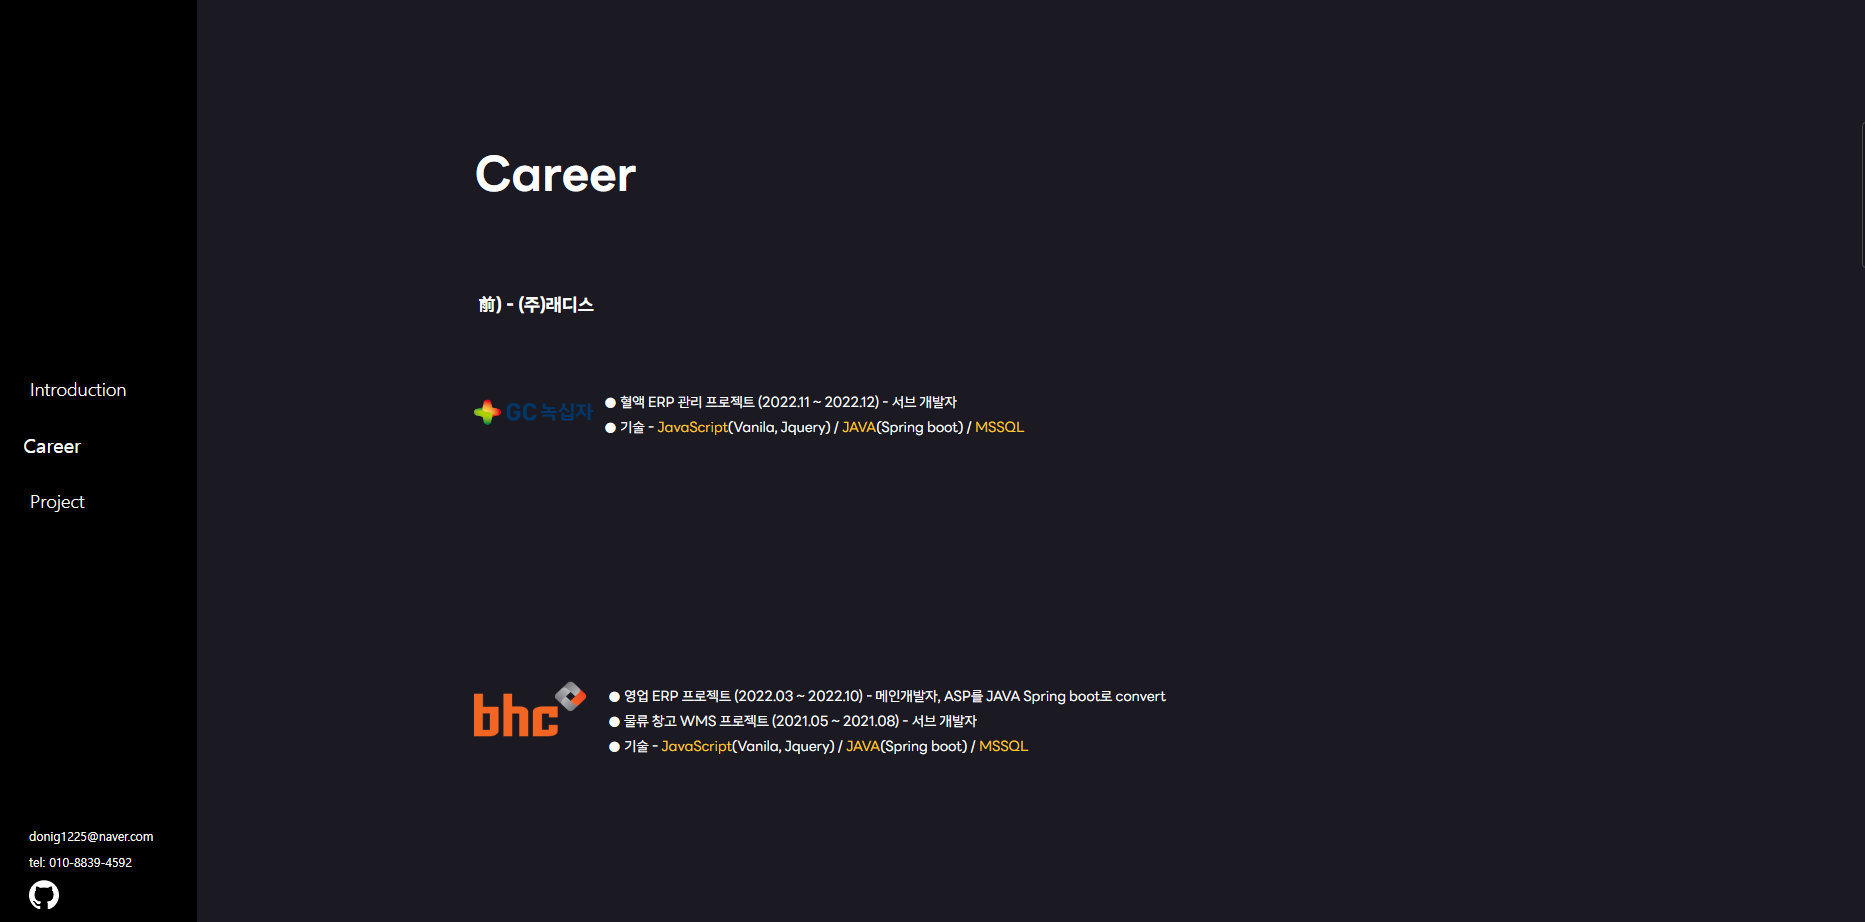 Introduction
Career
Project
donig1225@naver.com
tel: 010-8839-4592
Career
前) - (주)래디스
GC 녹십자
● 혈액 ERP 관리 프로젝트 (2022.11 ~ 2022.12) - 서브 개발자
● 기술 - JavaScript(Vanila, Jquery) / JAVA(Spring boot) / MSSQL
bhc
● 영업 ERP 프로젝트 (2022.03 ~ 2022.10) - 메인개발자, ASP를 JAVA Spring boot로 convert
● 물류 창고 WMS 프로젝트 (2021.05 ~ 2021.08) - 서브 개발자
● 기술 - JavaScript(Vanila, Jquery) / JAVA(Spring boot) / MSSQL